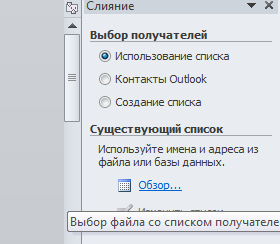 Слияние
Выбор получателей
Использование списка
Контакты Outlook
Создание списка
Существующий список
Используйте имена и адреса из
файла или базы данных.
Обзор...
Выбор файла со списком получателе